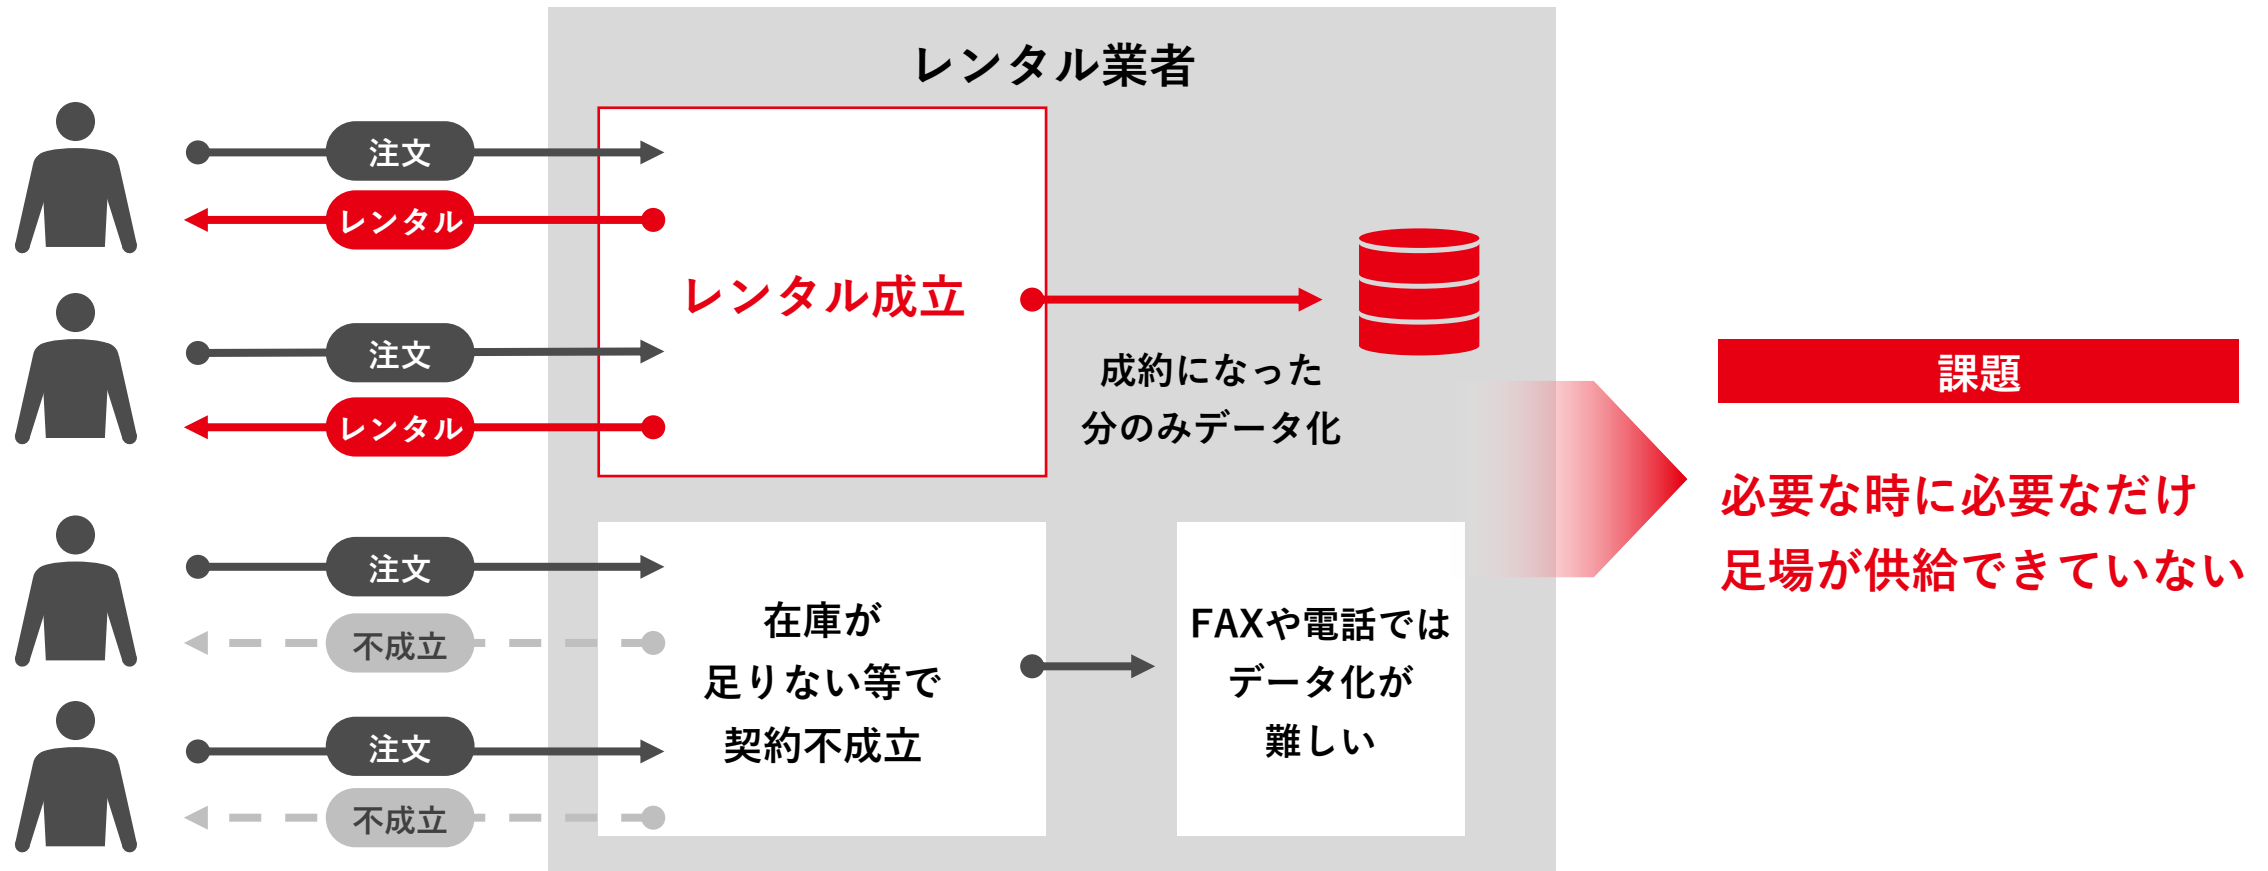 レンタル業者
注文
レンタル
レンタル成立
注文
レンタル
成約になった
分のみデータ化
注文
不成立
在庫が
足りない等で
契約不成立
注文
不成立
FAXや電話では
データ化が
難しい
課題
必要な時に必要なだけ
足場が供給できていない